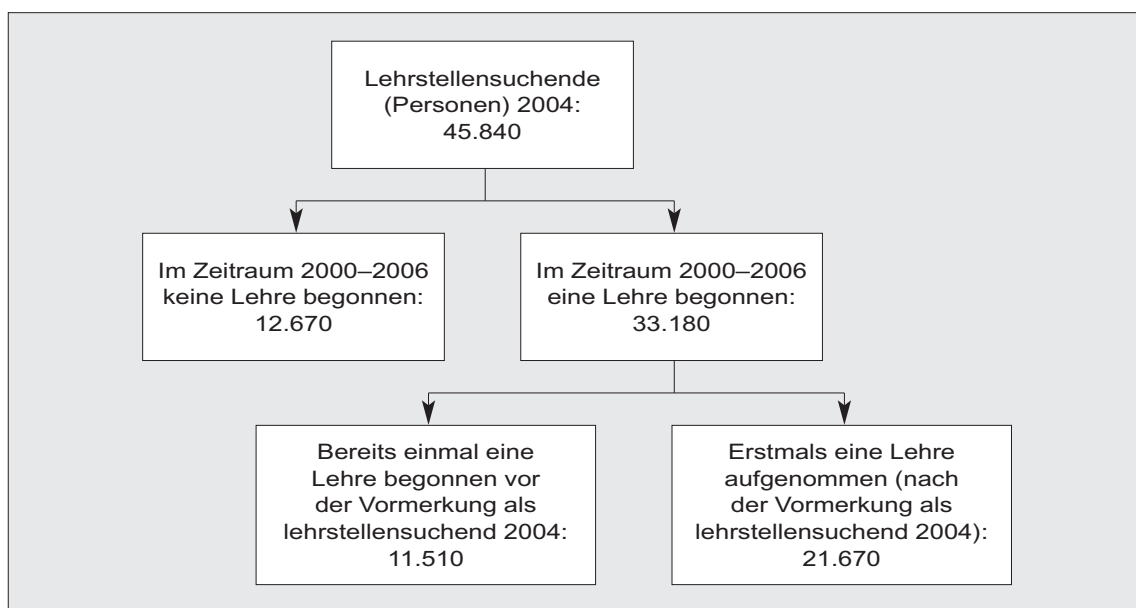 Lehrstellensuchende
(Personen) 2004:
45.840
Im Zeitraum 2000–2006
keine Lehre begonnen:
12.670
Im Zeitraum 2000–2006
eine Lehre begonnen:
33.180
Bereits einmal eine
Lehre begonnen vor
der Vormerkung als
lehrstellensuchend 2004:
11.510
Erstmals eine Lehre
aufgenommen (nach
der Vormerkung als
lehrstellensuchend 2004):
21.670